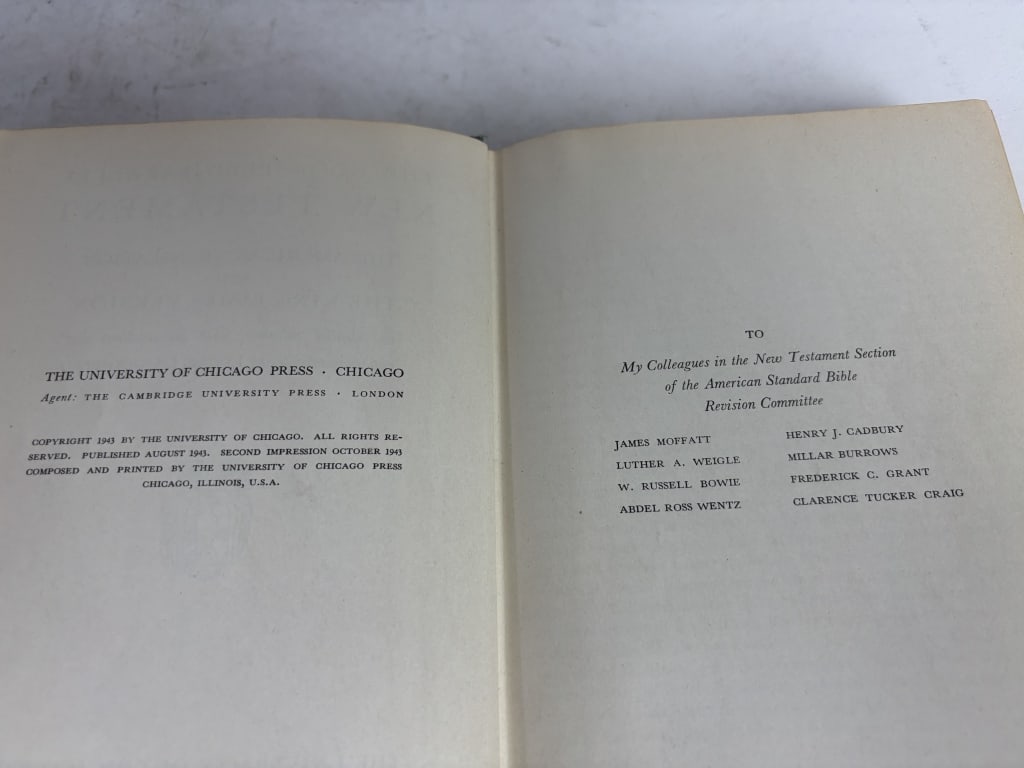 THE UNIVERSITY OF CHICAGO PRESS · CHICAGO
Agent: THE CAMBRIDGE UNIVERSITY PRESS · LONDON
COPYRIGHT 1943 BY THE UNIVERSITY OF CHICAGO. ALL RIGHTS RE-
SERVED. PUBLISHED AUGUST 1943. SECOND IMPRESSION OCTOBER 1943
COMPOSED AND PRINTED BY THE UNIVERSITY OF CHICAGO PRESS
CHICAGO, ILLINOIS, U.S.A.
TO
My Colleagues in the New Testament Section
of the American Standard Bible
Revision Committee
JAMES MOFFATT
LUTHER A. WEIGLE
W. RUSSELL BOWIE
ABDEL ROSS WENTZ
HENRY J. CADBURY
MILLAR BURROWS
FREDERICK C. GRANT
CLARENCE TUCKER CRAIG